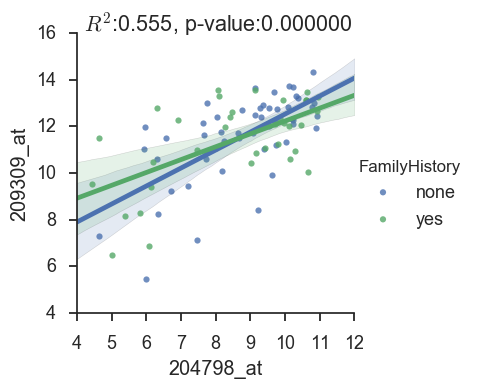 R²:0.555, p-value:0.000000
16
14
12
10
8
6
4
209309_at
4 5 6 7 8 9 10 11 12
204798_at
FamilyHistory
none
yes